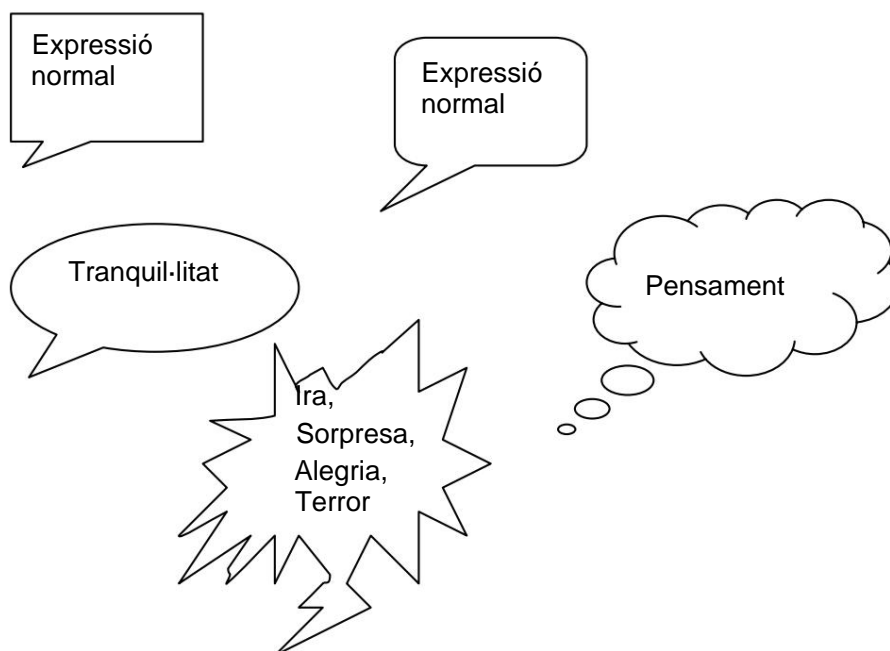 Expressió
normal
Expressió
normal
Tranquil·litat
Pensament
Ira,
Sorpresa,
Alegria,
Terror